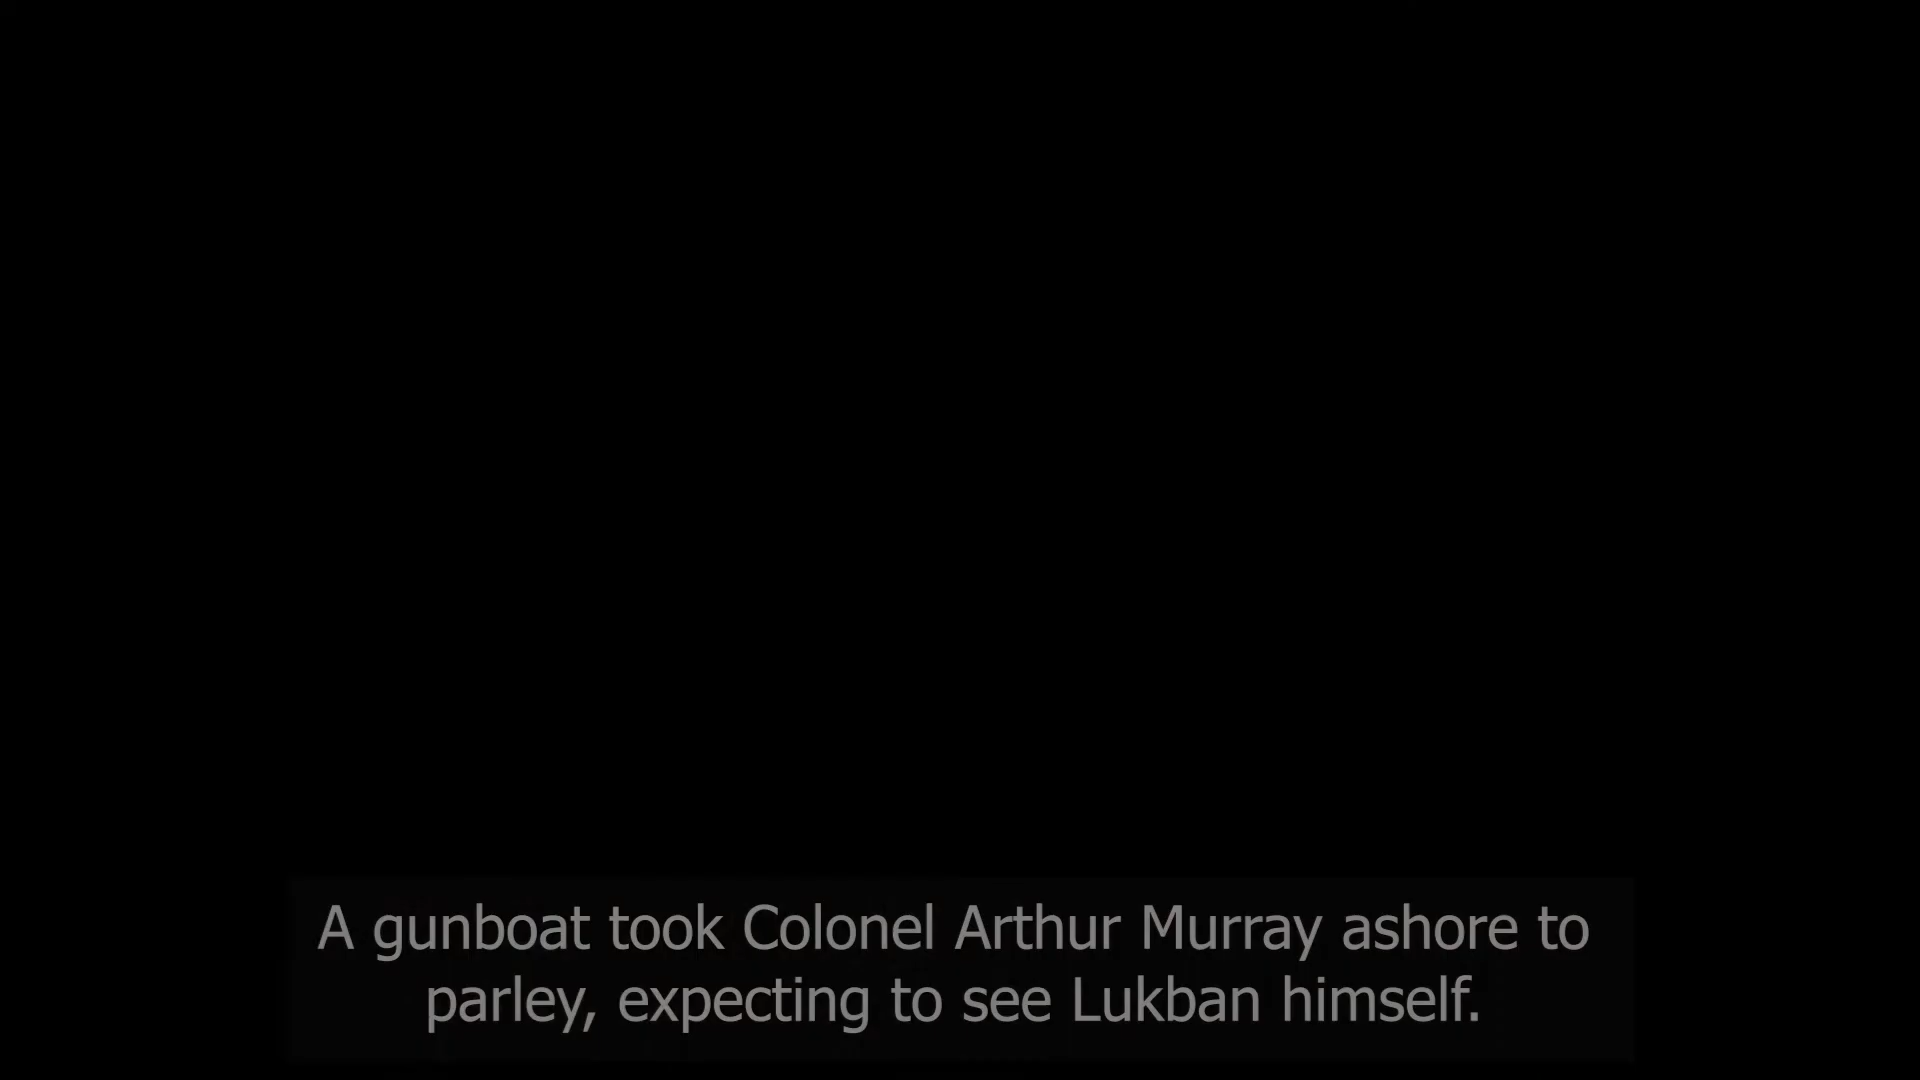 A gunboat took Colonel Arthur Murray ashore to
parley, expecting to see Lukban himself.